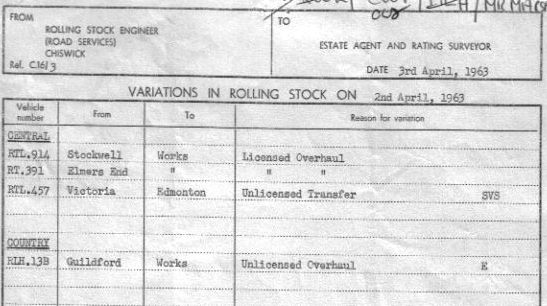 FROM
ROLLING STOCK ENGINEER
(ROAD SERVICES)
CHISWICK
Ref. C.16/3
TO
ESTATE AGENT AND RATING SURVEYOR
DATE 3rd April, 1963
VARIATIONS IN ROLLING STOCK ON 2nd April, 1963
Vehicle number From To Reason for variation
CENTRAL
RTL.914 Stockwell Works Licensed Overhaul
RT.391 Elmers End " " "
RTL.457 Victoria Edmonton Unlicensed Transfer SVS
COUNTRY
RLH.13B Guildford Works Unlicensed Overhaul E